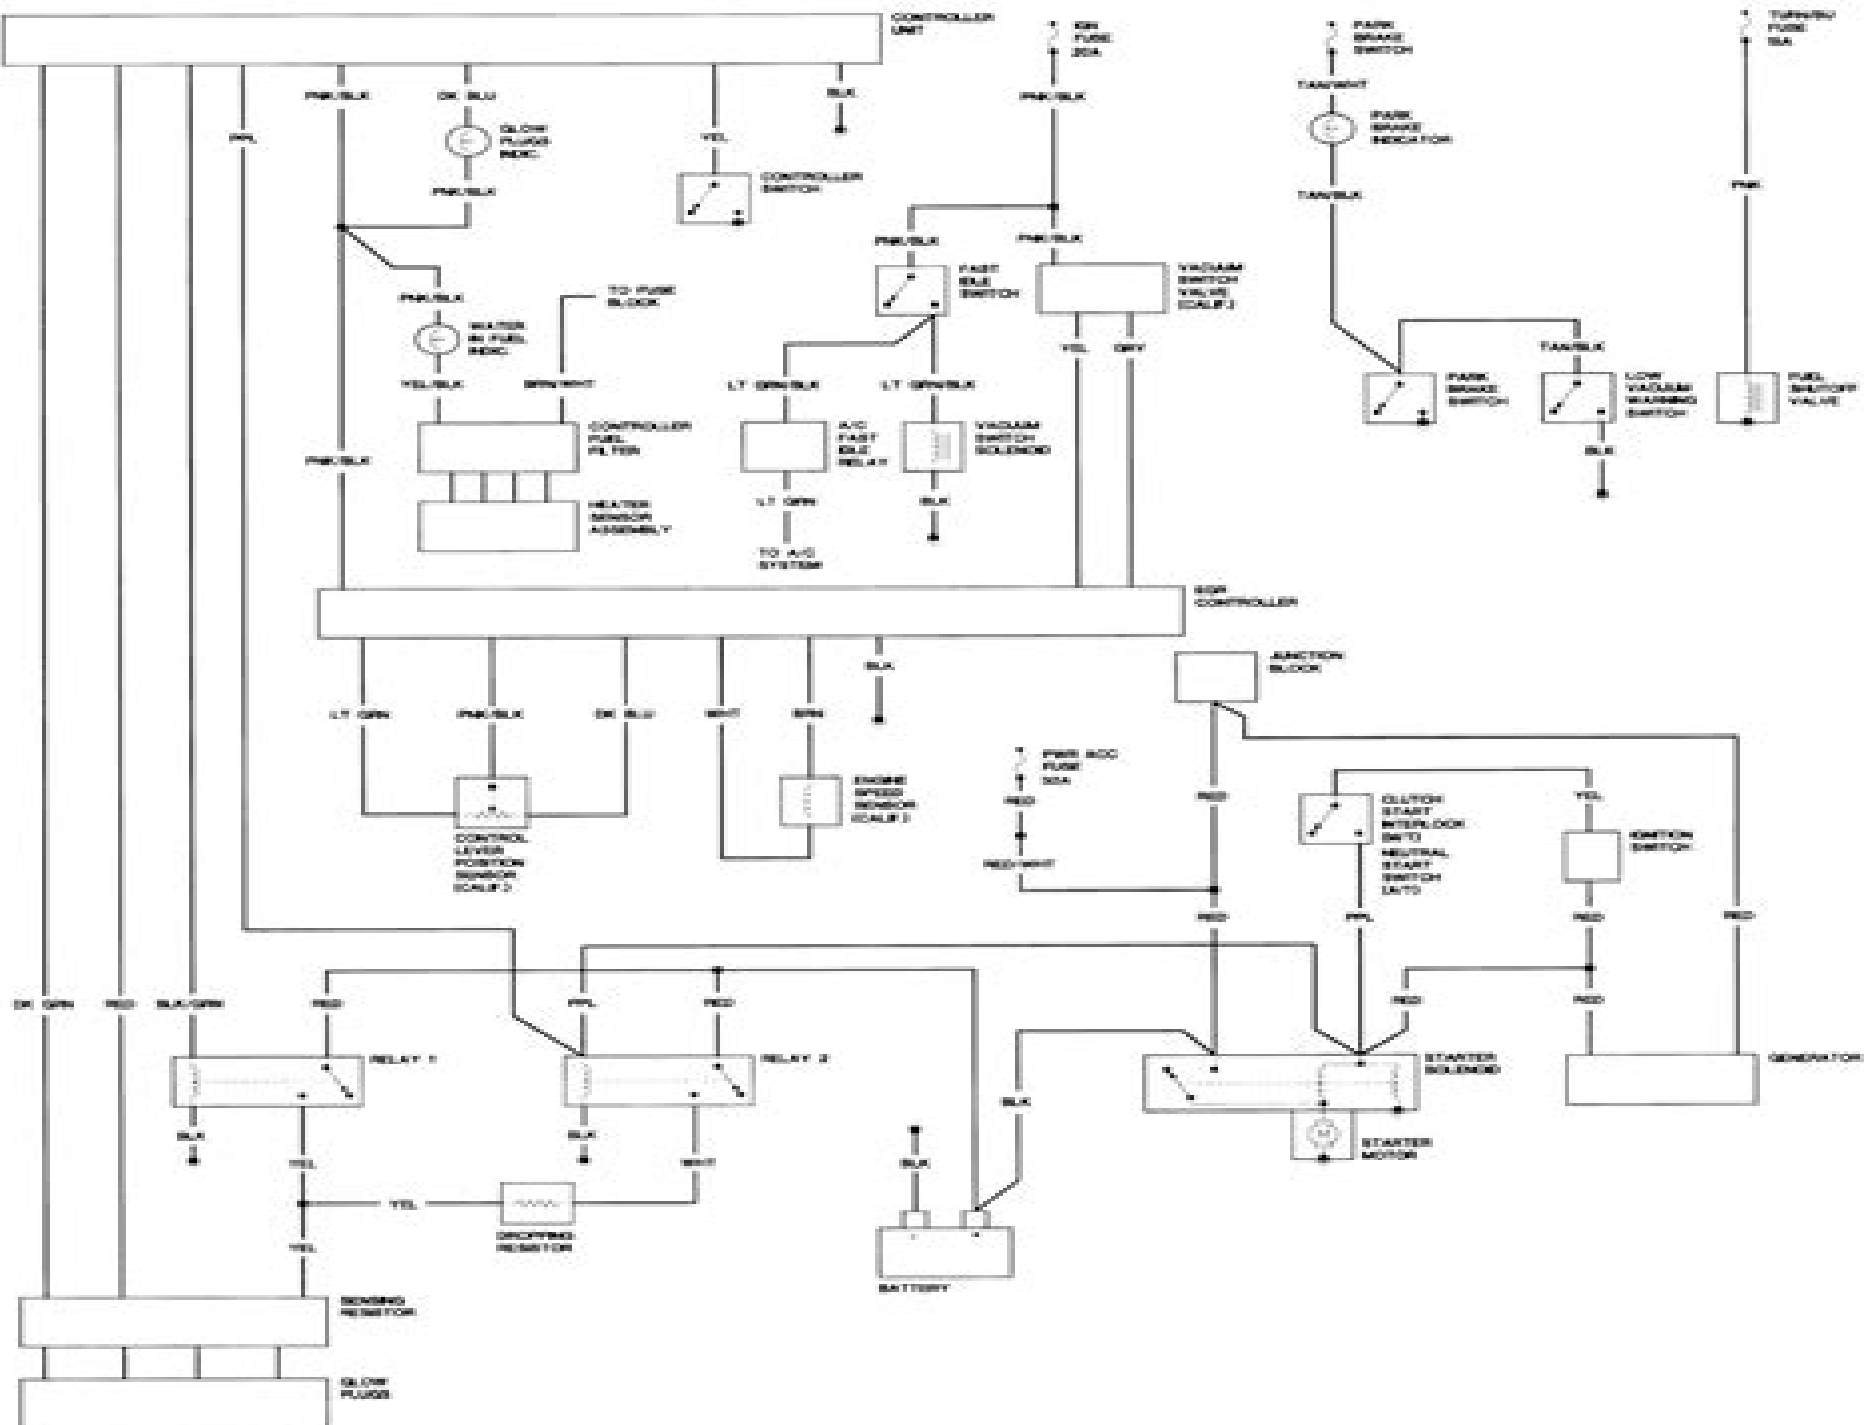 CONTROLLER
UNIT
IGN
FUSE
20A
PARK
BRAKE
SWITCH
FUSE
15A
PNK/BLK
DK BLU
BLK
PNK/BLK
TAN/WHT
PPL
GLOW
PLUGS
INDIC.
YEL
PARK
BRAKE
INDICATOR
PNK/BLK
CONTROLLER
SWITCH
TAN/BLK
PNK
PNK/BLK
PNK/BLK
PNK/BLK
TO FUSE
BLOCK
FAST
IDLE
SWITCH
VACUUM
SWITCH
VALVE
(CALIF.)
WATER
IN FUEL
INDIC.
YEL
GRY
TAN/BLK
YEL/BLK
BRN/WHT
LT GRN/BLK
LT GRN/BLK
PARK
BRAKE
SWITCH
LOW
VACUUM
WARNING
SWITCH
FUEL
SHUTOFF
VALVE
CONTROLLER
FUEL
FILTER
A/C
FAST
IDLE
RELAY
VACUUM
SWITCH
SOLENOID
BLK
PNK/BLK
HEATER
SENSOR
ASSEMBLY
LT GRN
BLK
TO A/C
SYSTEM
EGR
CONTROLLER
BLK
JUNCTION
BLOCK
LT GRN
PNK/BLK
DK BLU
WHT
BRN
PWR ACC
FUSE
RED
RED
ENGINE
SPEED
SENSOR
(CALIF.)
CLUTCH
START
INTERLOCK
(M/T)
NEUTRAL
START
SWITCH
(A/T)
YEL
IGNITION
SWITCH
CONTROL
LEVER
POSITION
SENSOR
(CALIF.)
RED/WHT
RED
PPL
RED
RED
DK GRN
RED
BLK/GRN
RED
PPL
RED
RED
RED
RELAY 1
RELAY 2
STARTER
SOLENOID
GENERATOR
BLK
BLK
BLK
STARTER
MOTOR
YEL
WHT
BLK
YEL
DROPPING
RESISTOR
YEL
BATTERY
SENSING
RESISTOR
GLOW
PLUGS